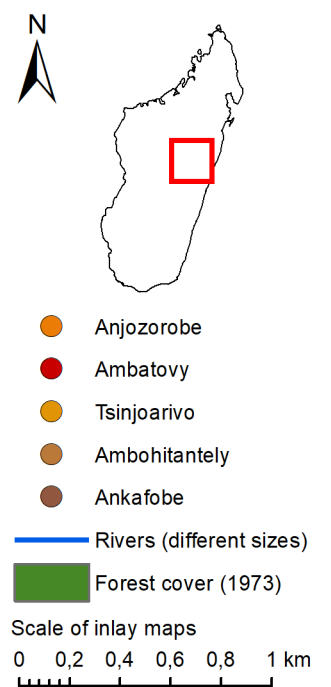 N
Anjozorobe
Ambatovy
Tsinjoarivo
Ambohitantely
Ankafobe
Rivers (different sizes)
Forest cover (1973)
Scale of inlay maps
0 0,2 0,4 0,6 0,8 1 km